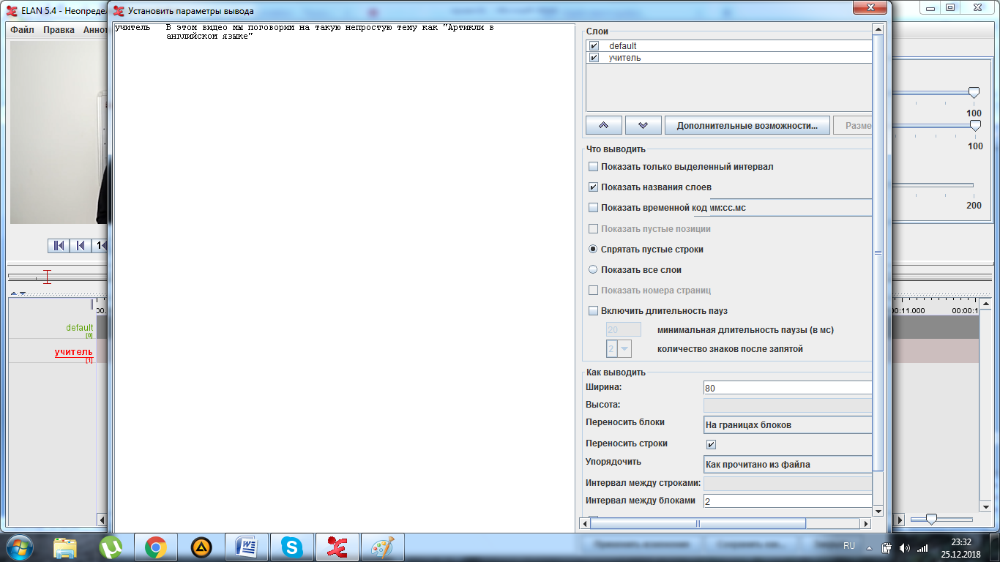 ELAN 5.4 - Неопреде
Установить параметры вывода
Файл Правка Аннот
учитель В этом видео мы поговорим на такую непростую тему как "Артикли в
английском языке"
Слои
default
учитель
Дополнительные возможности...
Разме
Что выводить
Показать только выделенный интервал
Показать названия слоев
Показать временной код мм:сс.мс
Показать пустые позиции
Спрятать пустые строки
Показать все слои
Показать номера страниц
Включить длительность пауз
20 минимальная длительность паузы (в мс)
2 количество знаков после запятой
Как выводить
Ширина: 80
Высота:
Переносить блоки На границах блоков
Переносить строки
Упорядочить Как прочитано из файла
Интервал между строками:
Интервал между блоками 2
100
100
200
1
00.
default
[0]
учитель
[1]
0:11.000 00:00:1
RU
23:32
25.12.2018